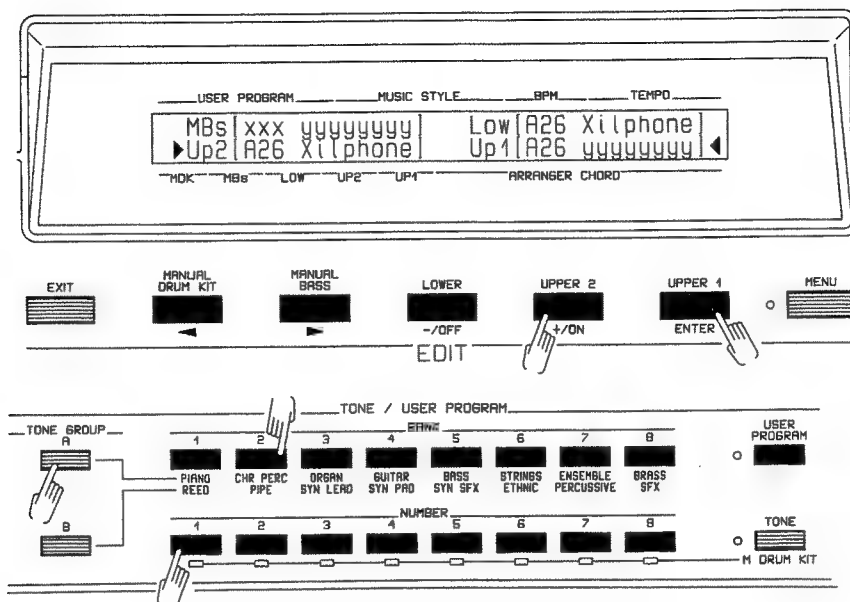 USER PROGRAM MUSIC STYLE BPM TEMPO
MBs[xxx yyyyyyyy] Low[A26 Xilphone]
▶Up2[A26 Xilphone] Up1[A26 yyyyyyyy]◀
MDK MBs LOW UP2 UP1 ARRANGER CHORD
EXIT
MANUAL DRUM KIT
MANUAL BASS
LOWER
UPPER 2
UPPER 1
MENU
◀ ▶ -/OFF +/ON ENTER
EDIT
TONE / USER PROGRAM
TONE GROUP
BANK
USER PROGRAM
A
1 2 3 4 5 6 7 8
PIANO REED
CHR PERC PIPE
ORGAN SYN LEAD
GUITAR SYN PAD
BASS SYN SFX
STRINGS ETHNIC
ENSEMBLE PERCUSSIVE
BRASS SFX
NUMBER
B
1 2 3 4 5 6 7 8
TONE
M DRUM KIT